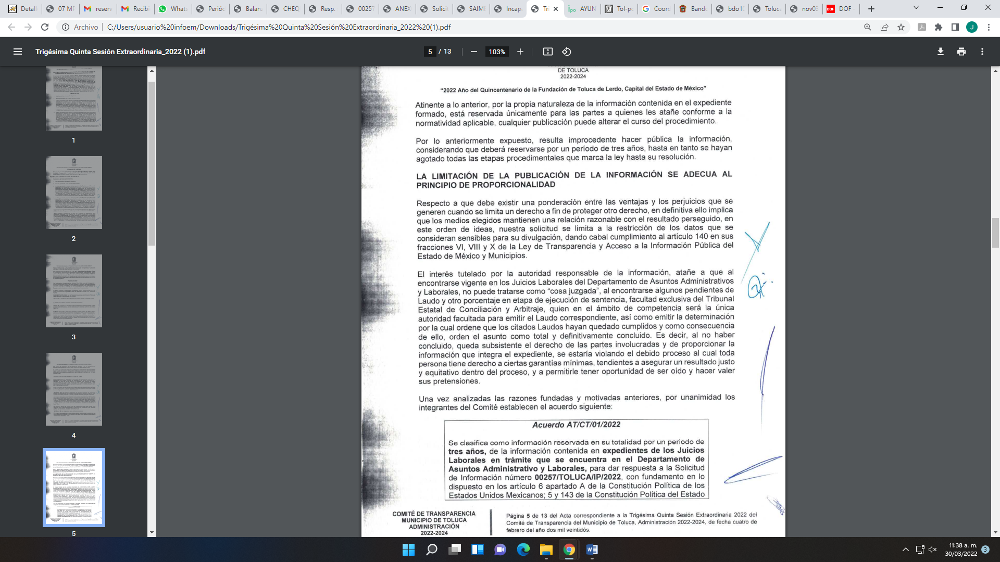 Detall
07 MF
reserv
Recibi
Whats
Periód
Balanz
CHEQ
Resp.
00257
ANEX
Solicit
SAIME
Incapa
Tri
AYUN
Tol-po
Coord
Bando
bdo10
Toluca
nov03
DOF -
Archivo
C:/Users/usuario%20infoem/Downloads/Trigésima%20Quinta%20Sesión%20Extraordinaria_2022%20(1).pdf
J
Trigésima Quinta Sesión Extraordinaria_2022 (1).pdf
5 / 13
103%
1
2
3
4
5
DE TOLUCA
2022-2024
“2022 Año del Quincentenario de la Fundación de Toluca de Lerdo, Capital del Estado de México”
Atinente a lo anterior, por la propia naturaleza de la información contenida en el expediente
formado, está reservada únicamente para las partes a quienes les atañe conforme a la
normatividad aplicable, cualquier publicación puede alterar el curso del procedimiento.
Por lo anteriormente expuesto, resulta improcedente hacer pública la información,
considerando que deberá reservarse por un período de tres años, hasta en tanto se hayan
agotado todas las etapas procedimentales que marca la ley hasta su resolución.
LA LIMITACIÓN DE LA PUBLICACIÓN DE LA INFORMACIÓN SE ADECUA AL
PRINCIPIO DE PROPORCIONALIDAD
Respecto a que debe existir una ponderación entre las ventajas y los perjuicios que se
generen cuando se limita un derecho a fin de proteger otro derecho, en definitiva ello implica
que los medios elegidos mantienen una relación razonable con el resultado perseguido, en
este orden de ideas, nuestra solicitud se limita a la restricción de los datos que se
consideran sensibles para su divulgación, dando cabal cumplimiento al artículo 140 en sus
fracciones VI, VIII y X de la Ley de Transparencia y Acceso a la Información Pública del
Estado de México y Municipios.
El interés tutelado por la autoridad responsable de la información, atañe a que al
encontrarse vigente en los Juicios Laborales del Departamento de Asuntos Administrativos
y Laborales, no puede tratarse como “cosa juzgada”, al encontrarse algunos pendientes de
Laudo y otro porcentaje en etapa de ejecución de sentencia, facultad exclusiva del Tribunal
Estatal de Conciliación y Arbitraje, quien en el ámbito de competencia será la única
autoridad facultada para emitir el Laudo correspondiente, así como emitir la determinación
por la cual ordene que los citados Laudos hayan quedado cumplidos y como consecuencia
de ello, orden el asunto como total y definitivamente concluido. Es decir, al no haber
concluido, queda subsistente el derecho de las partes involucradas y de proporcionar la
información que integra el expediente, se estaría violando el debido proceso al cual toda
persona tiene derecho a ciertas garantías mínimas, tendientes a asegurar un resultado justo
y equitativo dentro del proceso, y a permitirle tener oportunidad de ser oído y hacer valer
sus pretensiones.
Una vez analizadas las razones fundadas y motivadas anteriores, por unanimidad los
integrantes del Comité establecen el acuerdo siguiente:
Acuerdo AT/CT/01/2022
Se clasifica como información reservada en su totalidad por un periodo de
tres años, de la información contenida en expedientes de los Juicios
Laborales en trámite que se encuentra en el Departamento de
Asuntos Administrativo y Laborales, para dar respuesta a la Solicitud
de Información número 00257/TOLUCA/IP/2022, con fundamento en lo
dispuesto en los artículo 6 apartado A de la Constitución Política de los
Estados Unidos Mexicanos; 5 y 143 de la Constitución Política del Estado
COMITÉ DE TRANSPARENCIA
MUNICIPIO DE TOLUCA
ADMINISTRACIÓN
2022-2024
Página 5 de 13 del Acta correspondiente a la Trigésima Quinta Sesión Extraordinaria 2022 del
Comité de Transparencia del Municipio de Toluca, Administración 2022-2024, de fecha cuatro de
febrero del año dos mil veintidós.
11:38 a. m.
30/03/2022
3